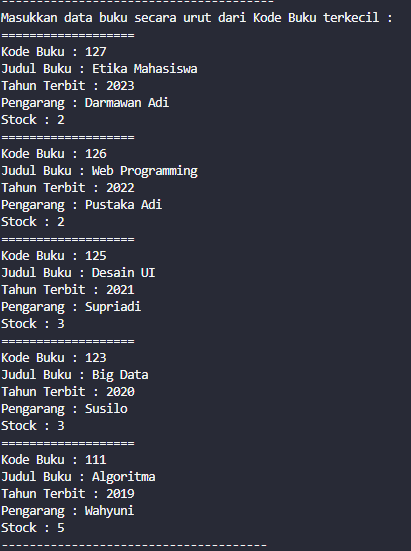 ---------------------------------------
Masukkan data buku secara urut dari Kode Buku terkecil :
===================
Kode Buku : 127
Judul Buku : Etika Mahasiswa
Tahun Terbit : 2023
Pengarang : Darmawan Adi
Stock : 2
===================
Kode Buku : 126
Judul Buku : Web Programming
Tahun Terbit : 2022
Pengarang : Pustaka Adi
Stock : 2
===================
Kode Buku : 125
Judul Buku : Desain UI
Tahun Terbit : 2021
Pengarang : Supriadi
Stock : 3
===================
Kode Buku : 123
Judul Buku : Big Data
Tahun Terbit : 2020
Pengarang : Susilo
Stock : 3
===================
Kode Buku : 111
Judul Buku : Algoritma
Tahun Terbit : 2019
Pengarang : Wahyuni
Stock : 5
--------------------------------------